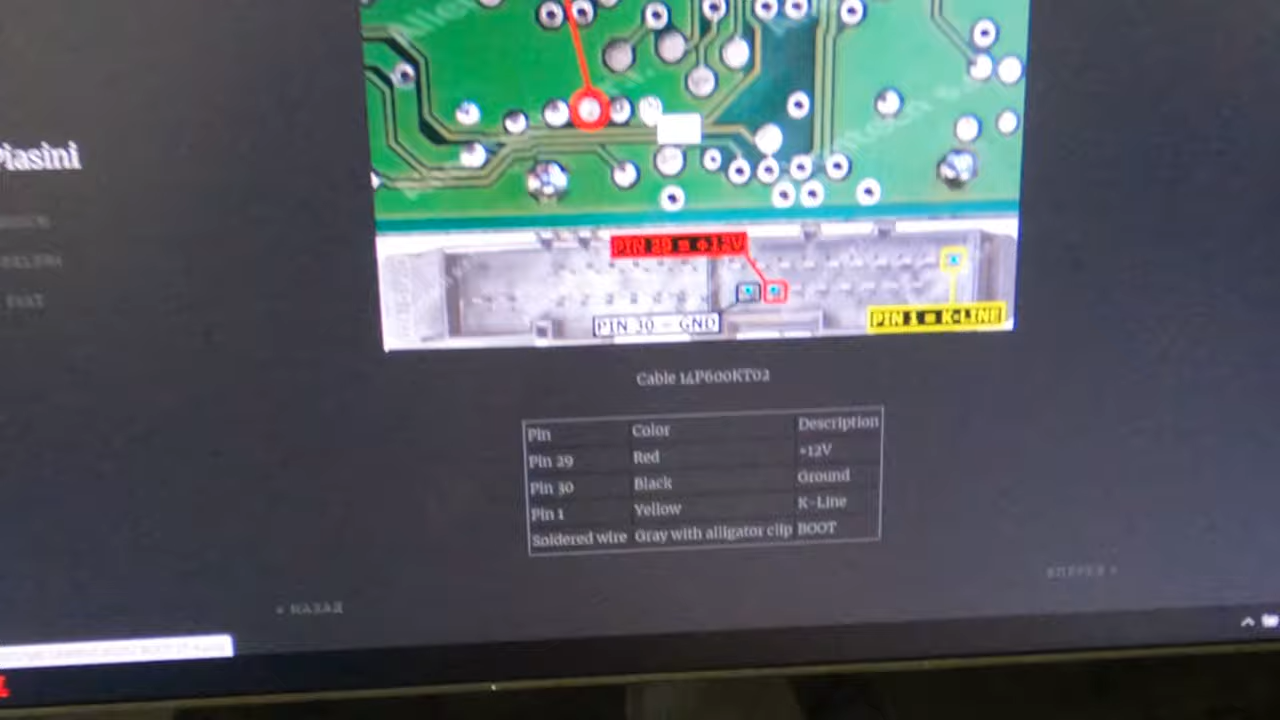 Piasini
PIN 29 = +12V
PIN 30 = GND
PIN 1 = K-LINE
Cable 14P600KT02
Pin Color Description
Pin 29 Red +12V
Pin 30 Black Ground
Pin 1 Yellow K-Line
Soldered wire Gray with alligator clip BOOT
ВПЕРЕД »
« НАЗАД